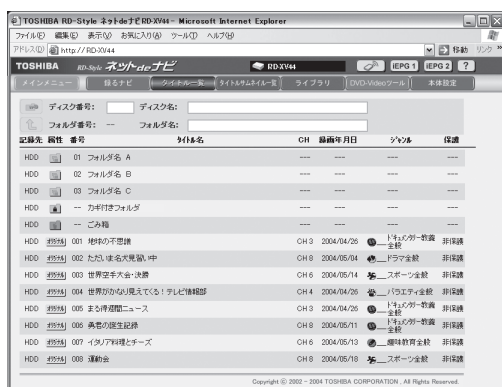 TOSHIBA RD-Style ネットdeナビ RD-XV44 - Microsoft Internet Explorer
ファイル(F) 編集(E) 表示(V) お気に入り(A) ツール(T) ヘルプ(H)
アドレス(D) http://RD-XV44 移動 リンク »
TOSHIBA RD-Style ネットdeナビ RD-XV44 iEPG 1 iEPG 2 ?
メインメニュー 録るナビ タイトル一覧 タイトルサムネイル一覧 ライブラリ DVD-Videoツール 本体設定
ディスク番号: ディスク名:
フォルダ番号: -- フォルダ名:
記録先 属性 番号 タイトル名 CH 録画年月日 ジャンル 保護
HDD 01 フォルダ名 A --- --- --- ---
HDD 02 フォルダ名 B --- --- --- ---
HDD 03 フォルダ名 C --- --- --- ---
HDD -- カギ付きフォルダ --- --- --- ---
HDD -- ごみ箱 --- --- --- ---
HDD オリジナル 001 地球の不思議 CH 3 2004/04/26 ドキュメンタリー教養全般 非保護
HDD オリジナル 002 ただいま名犬見習い中 CH 8 2004/05/04 ドラマ全般 非保護
HDD オリジナル 003 世界空手大会・決勝 CH 6 2004/05/14 スポーツ全般 非保護
HDD オリジナル 004 世界がかなり見えてくる!テレビ情報部 CH 4 2004/04/26 バラエティ全般 非保護
HDD オリジナル 005 まる得週間ニュース CH 3 2004/04/26 ドキュメンタリー教養全般 非保護
HDD オリジナル 006 勇君の誕生記録 CH 8 2004/05/11 ドキュメンタリー教養全般 非保護
HDD オリジナル 007 イタリア料理とチーズ CH 6 2004/05/13 趣味教育全般 非保護
HDD オリジナル 008 運動会 CH 8 2004/05/18 スポーツ全般 非保護
Copyright © 2002 - 2004 TOSHIBA CORPORATION , All Rights Reserved.